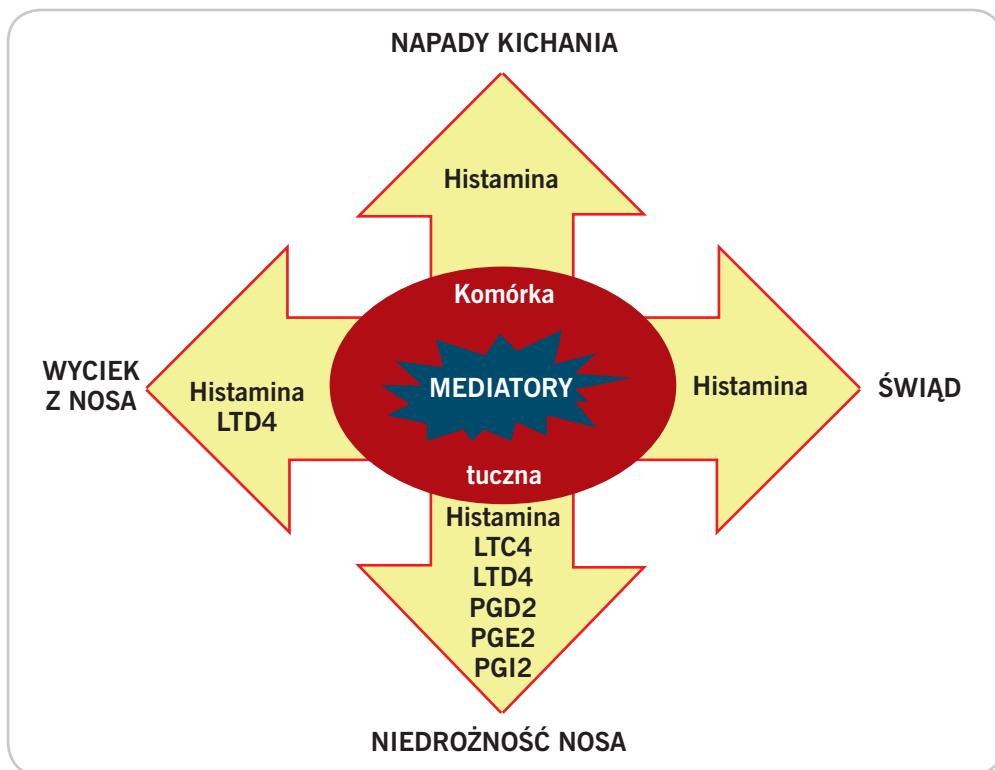 NAPADY KICHANIA
Histamina
Komórka
WYCIEK
Z NOSA
Histamina
LTD4
MEDIATORY
Histamina
ŚWIĄD
tuczna
Histamina
LTC4
LTD4
PGD2
PGE2
PGI2
NIEDROŻNOŚĆ NOSA